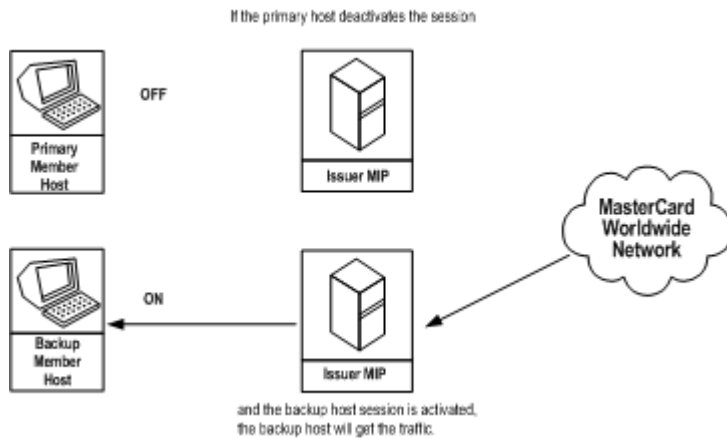 If the primary host deactivates the session
OFF
Primary
Member
Host
Issuer MIP
MasterCard
Worldwide
Network
ON
Backup
Member
Host
Issuer MIP
and the backup host session is activated,
the backup host will get the traffic.